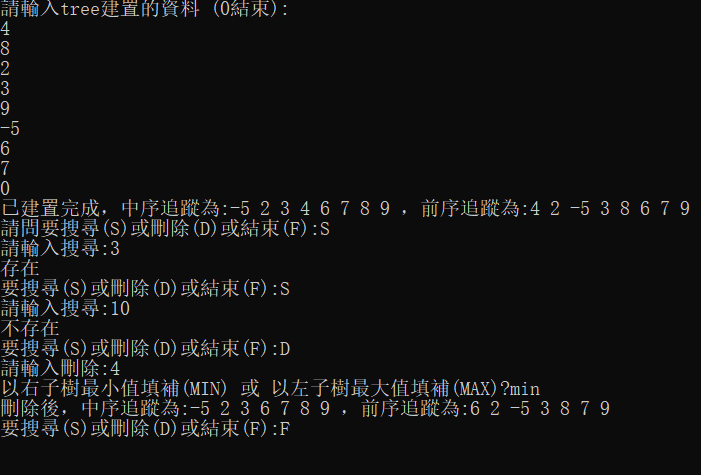 請輸入tree建置的資料 (0結束):
4
8
2
3
9
-5
6
7
0
已建置完成, 中序追蹤為:-5 2 3 4 6 7 8 9 , 前序追蹤為:4 2 -5 3 8 6 7 9
請問要搜尋(S)或刪除(D)或結束(F):S
請輸入搜尋:3
存在
要搜尋(S)或刪除(D)或結束(F):S
請輸入搜尋:10
不存在
要搜尋(S)或刪除(D)或結束(F):D
請輸入刪除:4
以右子樹最小值填補(MIN) 或 以左子樹最大值填補(MAX)?min
刪除後, 中序追蹤為:-5 2 3 6 7 8 9 , 前序追蹤為:6 2 -5 3 8 7 9
要搜尋(S)或刪除(D)或結束(F):F